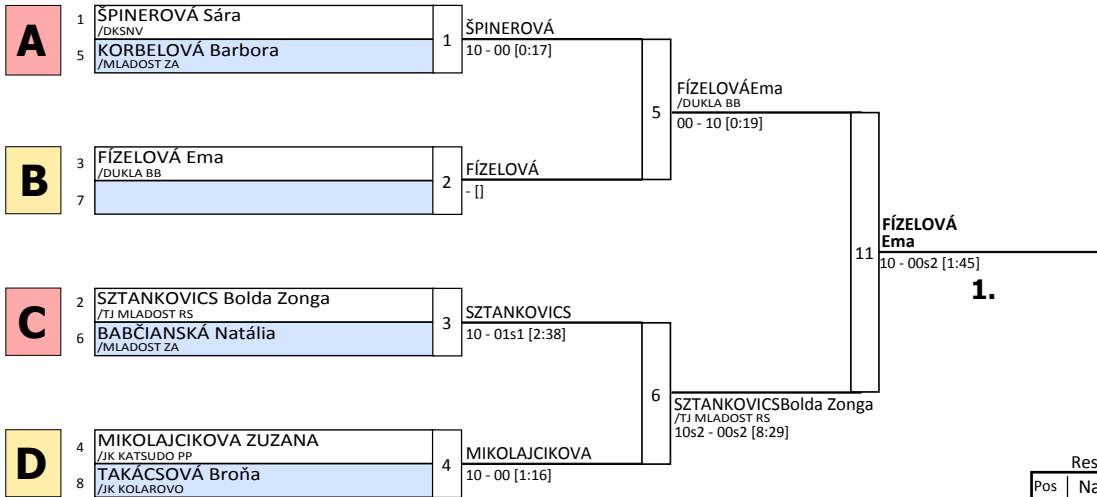 A
1 ŠPINEROVÁ Sára
/DKSNV
5 KORBELOVÁ Barbora
/MLADOST ZA
1
ŠPINEROVÁ
10 - 00 [0:17]
5
FÍZELOVÁEma
/DUKLA BB
00 - 10 [0:19]
B
3 FÍZELOVÁ Ema
/DUKLA BB
7
2
FÍZELOVÁ
- []
11
FÍZELOVÁ
Ema
10 - 00s2 [1:45]
1.
C
2 SZTANKOVICS Bolda Zonga
/TJ MLADOST RS
6 BABČIANSKÁ Natália
/MLADOST ZA
3
SZTANKOVICS
10 - 01s1 [2:38]
6
SZTANKOVICSBolda Zonga
/TJ MLADOST RS
10s2 - 00s2 [8:29]
D
4 MIKOLAJCIKOVA ZUZANA
/JK KATSUDO PP
8 TAKÁCSOVÁ Broňa
/JK KOLAROVO
4
MIKOLAJCIKOVA
10 - 00 [1:16]
Res
Pos Na